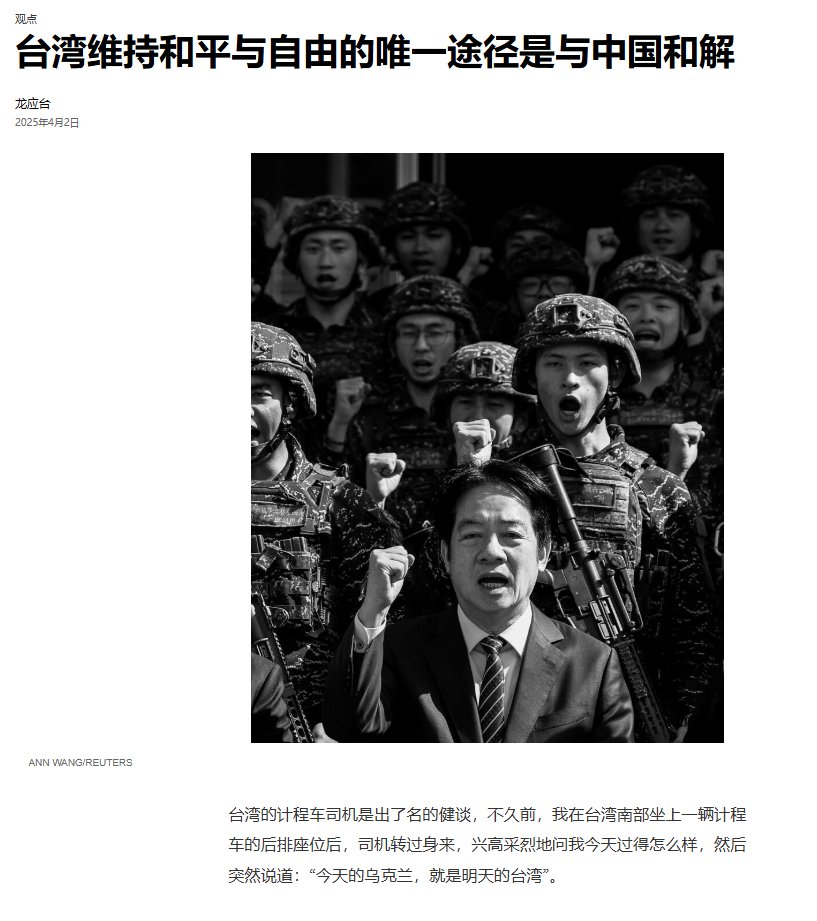 观点
台湾维持和平与自由的唯一途径是与中国和解
龙应台
2025年4月2日
ANN WANG/REUTERS
台湾的计程车司机是出了名的健谈，不久前，我在台湾南部坐上一辆计程
车的后排座位后，司机转过身来，兴高采烈地问我今天过得怎么样，然后
突然说道：“今天的乌克兰，就是明天的台湾”。